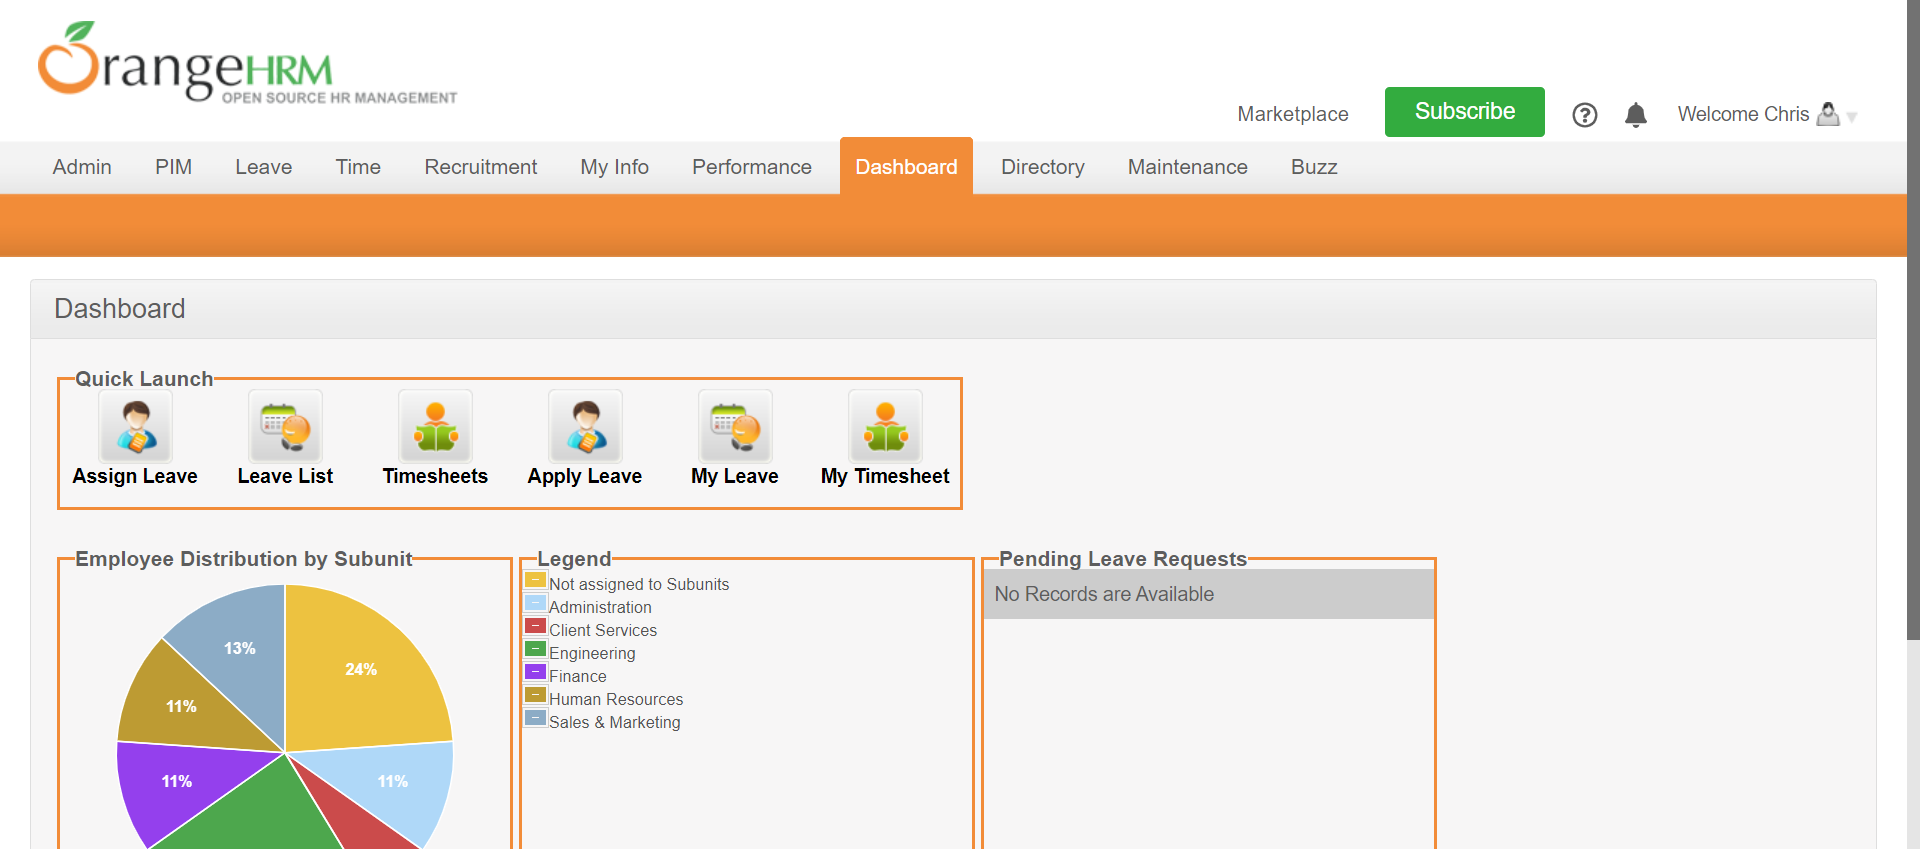 OrangeHRM
OPEN SOURCE HR MANAGEMENT
Marketplace
Subscribe
?
Welcome Chris
Admin
PIM
Leave
Time
Recruitment
My Info
Performance
Dashboard
Directory
Maintenance
Buzz
Dashboard
Quick Launch
Assign Leave
Leave List
Timesheets
Apply Leave
My Leave
My Timesheet
Employee Distribution by Subunit
13%
24%
11%
11%
11%
Legend
Not assigned to Subunits
Administration
Client Services
Engineering
Finance
Human Resources
Sales & Marketing
Pending Leave Requests
No Records are Available